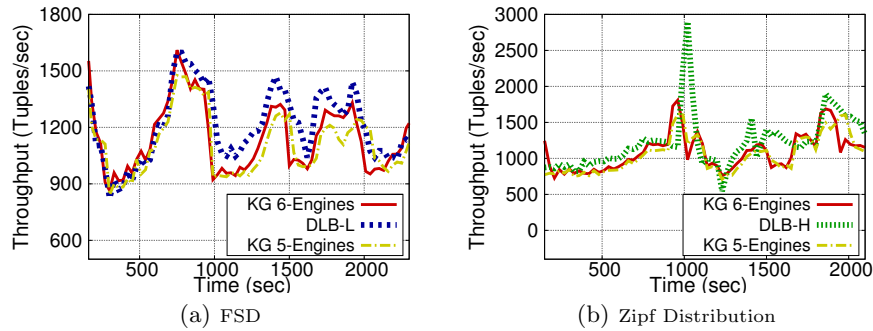 Throughput (Tuples/sec)
1800
1500
1200
900
600
500
1000
1500
2000
Time (sec)
KG 6-Engines
DLB-L
KG 5-Engines
(a) FSD
Throughput (Tuples/sec)
3000
2500
2000
1500
1000
500
0
500
1000
1500
2000
Time (sec)
KG 6-Engines
DLB-H
KG 5-Engines
(b) Zipf Distribution